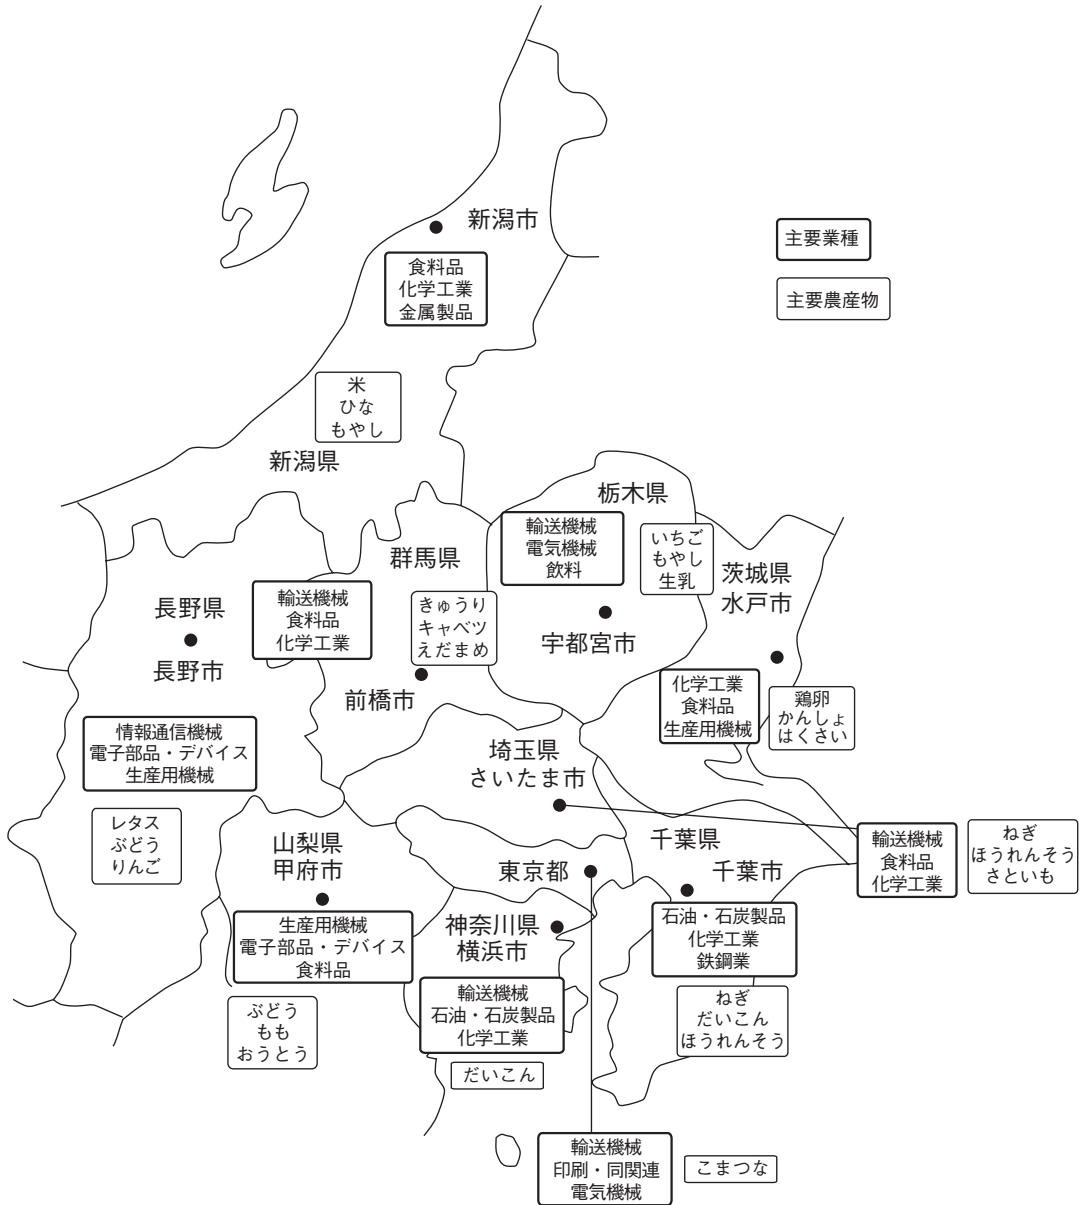 新潟市
食料品
化学工業
金属製品
主要業種
主要農産物
米
ひな
もやし
新潟県
栃木県
輸送機械
電気機械
飲料
いちご
もやし
生乳
宇都宮市
群馬県
きゅうり
キャベツ
えだまめ
前橋市
輸送機械
食料品
化学工業
茨城県
水戸市
化学工業
食料品
生産用機械
鶏卵
かんしょ
はくさい
長野県
長野市
情報通信機械
電子部品・デバイス
生産用機械
レタス
ぶどう
りんご
埼玉県
さいたま市
輸送機械
食料品
化学工業
ねぎ
ほうれんそう
さといも
山梨県
甲府市
生産用機械
電子部品・デバイス
食料品
ぶどう
もも
おうとう
東京都
千葉県
千葉市
石油・石炭製品
化学工業
鉄鋼業
ねぎ
だいこん
ほうれんそう
神奈川県
横浜市
輸送機械
石油・石炭製品
化学工業
だいこん
輸送機械
印刷・同関連
電気機械
こまつな